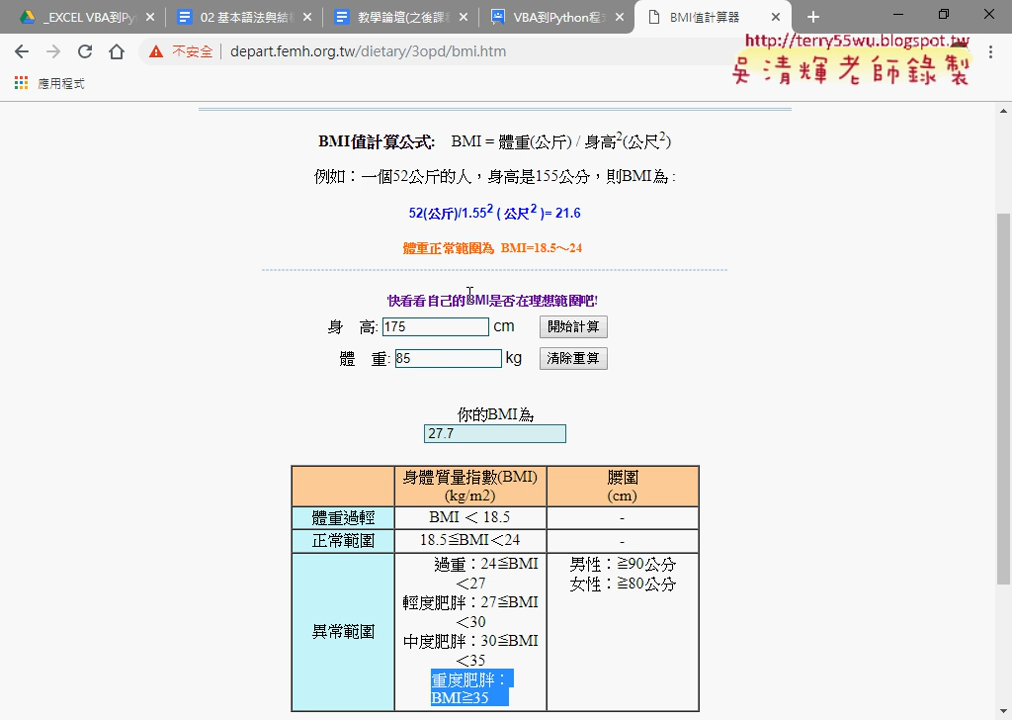 _EXCEL VBA到Py
02 基本語法與結
教學論壇(之後課
VBA到Python程
BMI值計算器
不安全
depart.femh.org.tw/dietary/3opd/bmi.htm
http://terry55wu.blogspot.tw
吳清輝老師錄製
應用程式
BMI值計算公式: BMI = 體重(公斤) / 身高2(公尺2)
例如：一個52公斤的人，身高是155公分，則BMI為 :
52(公斤)/1.552 ( 公尺2 )= 21.6
體重正常範圍為 BMI=18.5～24
快看看自己的BMI是否在理想範圍吧!
身 高: 175 cm 開始計算
體 重: 85 kg 清除重算
你的BMI為
27.7
身體質量指數(BMI)
(kg/m2)
腰圍
(cm)
體重過輕 BMI ＜ 18.5 -
正常範圍 18.5≦BMI＜24 -
異常範圍
過重：24≦BMI
＜27
輕度肥胖：27≦BMI
＜30
中度肥胖：30≦BMI
＜35
重度肥胖：
BMI≧35
男性：≧90公分
女性：≧80公分